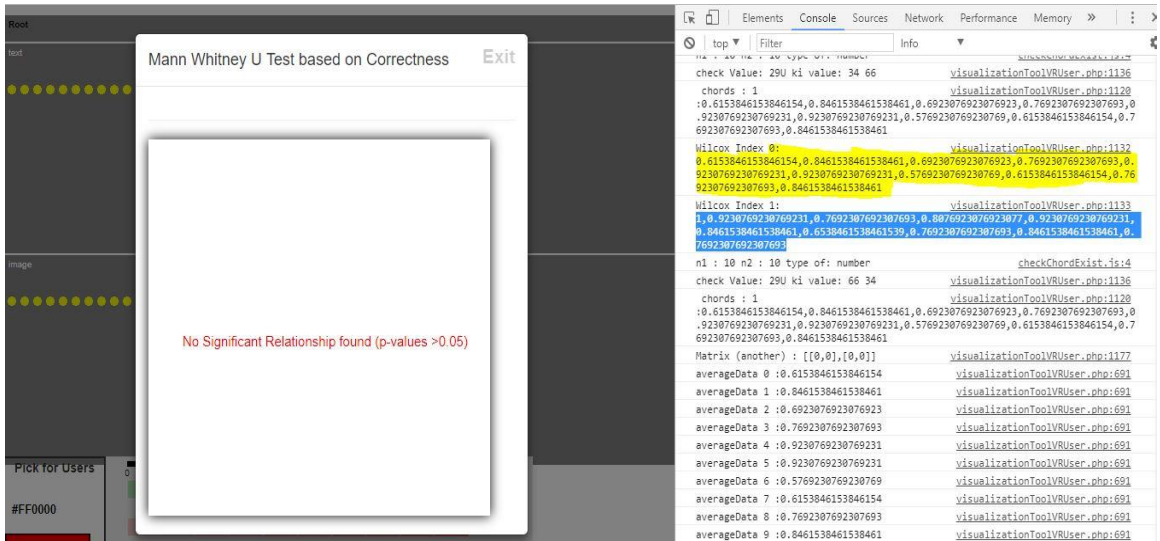 Root
text
image
Pick for Users
0
#FF0000
Mann Whitney U Test based on Correctness
Exit
No Significant Relationship found (p-values >0.05)
Elements Console Sources Network Performance Memory »
top ▼ Filter Info ▼
n1 : 10 n2 : 10 type of: number checkChordExist.js:4
check Value: 29U ki value: 34 66 visualizationToolVRUser.php:1136
chords : 1 visualizationToolVRUser.php:1120
:0.6153846153846154,0.8461538461538461,0.6923076923076923,0.7692307692307693,0
.9230769230769231,0.9230769230769231,0.5769230769230769,0.6153846153846154,0.7
692307692307693,0.8461538461538461
Wilcox Index 0: visualizationToolVRUser.php:1132
0.6153846153846154,0.8461538461538461,0.6923076923076923,0.7692307692307693,0.
9230769230769231,0.9230769230769231,0.5769230769230769,0.6153846153846154,0.76
92307692307693,0.8461538461538461
Wilcox Index 1: visualizationToolVRUser.php:1133
1,0.9230769230769231,0.7692307692307693,0.8076923076923077,0.9230769230769231,
0.8461538461538461,0.6538461538461539,0.7692307692307693,0.8461538461538461,0.
7692307692307693
n1 : 10 n2 : 10 type of: number checkChordExist.js:4
check Value: 29U ki value: 66 34 visualizationToolVRUser.php:1136
chords : 1 visualizationToolVRUser.php:1120
:0.6153846153846154,0.8461538461538461,0.6923076923076923,0.7692307692307693,0
.9230769230769231,0.9230769230769231,0.5769230769230769,0.6153846153846154,0.7
692307692307693,0.8461538461538461
Matrix (another) : [[0,0],[0,0]] visualizationToolVRUser.php:1177
averageData 0 :0.6153846153846154 visualizationToolVRUser.php:691
averageData 1 :0.8461538461538461 visualizationToolVRUser.php:691
averageData 2 :0.6923076923076923 visualizationToolVRUser.php:691
averageData 3 :0.7692307692307693 visualizationToolVRUser.php:691
averageData 4 :0.9230769230769231 visualizationToolVRUser.php:691
averageData 5 :0.9230769230769231 visualizationToolVRUser.php:691
averageData 6 :0.5769230769230769 visualizationToolVRUser.php:691
averageData 7 :0.6153846153846154 visualizationToolVRUser.php:691
averageData 8 :0.7692307692307693 visualizationToolVRUser.php:691
averageData 9 :0.8461538461538461 visualizationToolVRUser.php:691